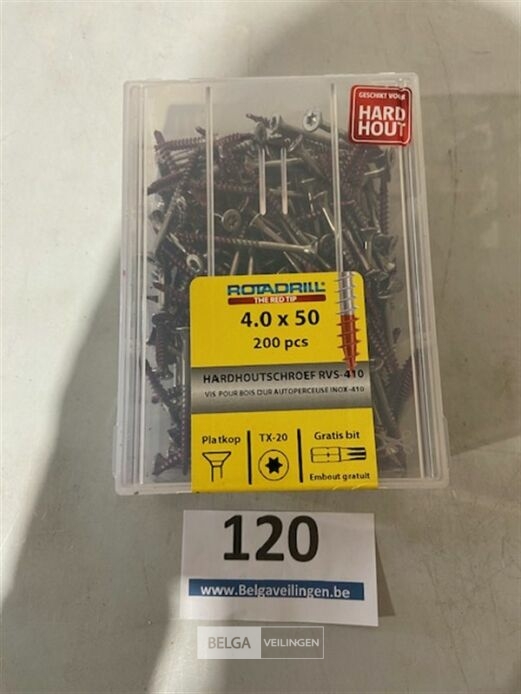 GESCHIKT VOOR
HARD
HOUT
ROTADRILL
THE RED TIP
4.0 x 50
200 pcs
HARDHOUTSCHROEF RVS-410
VIS POUR BOIS DUR AUTOPERCEUSE INOX-410
Platkop
TX-20
Gratis bit
Embout gratuit
120
www.Belgaveilingen.be
BELGA VEILINGEN